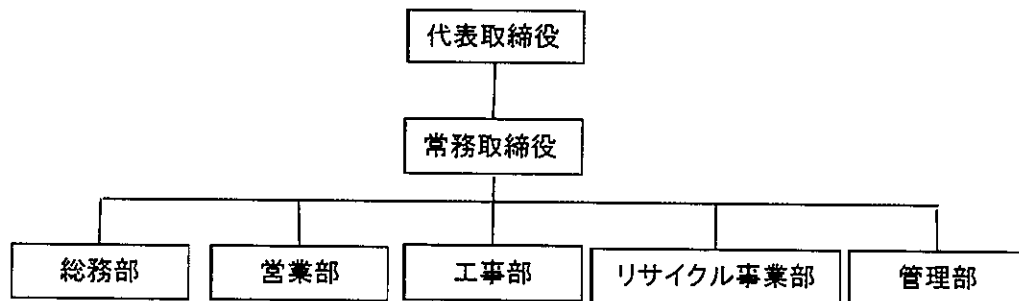 代表取締役
常務取締役
総務部
営業部
工事部
リサイクル事業部
管理部